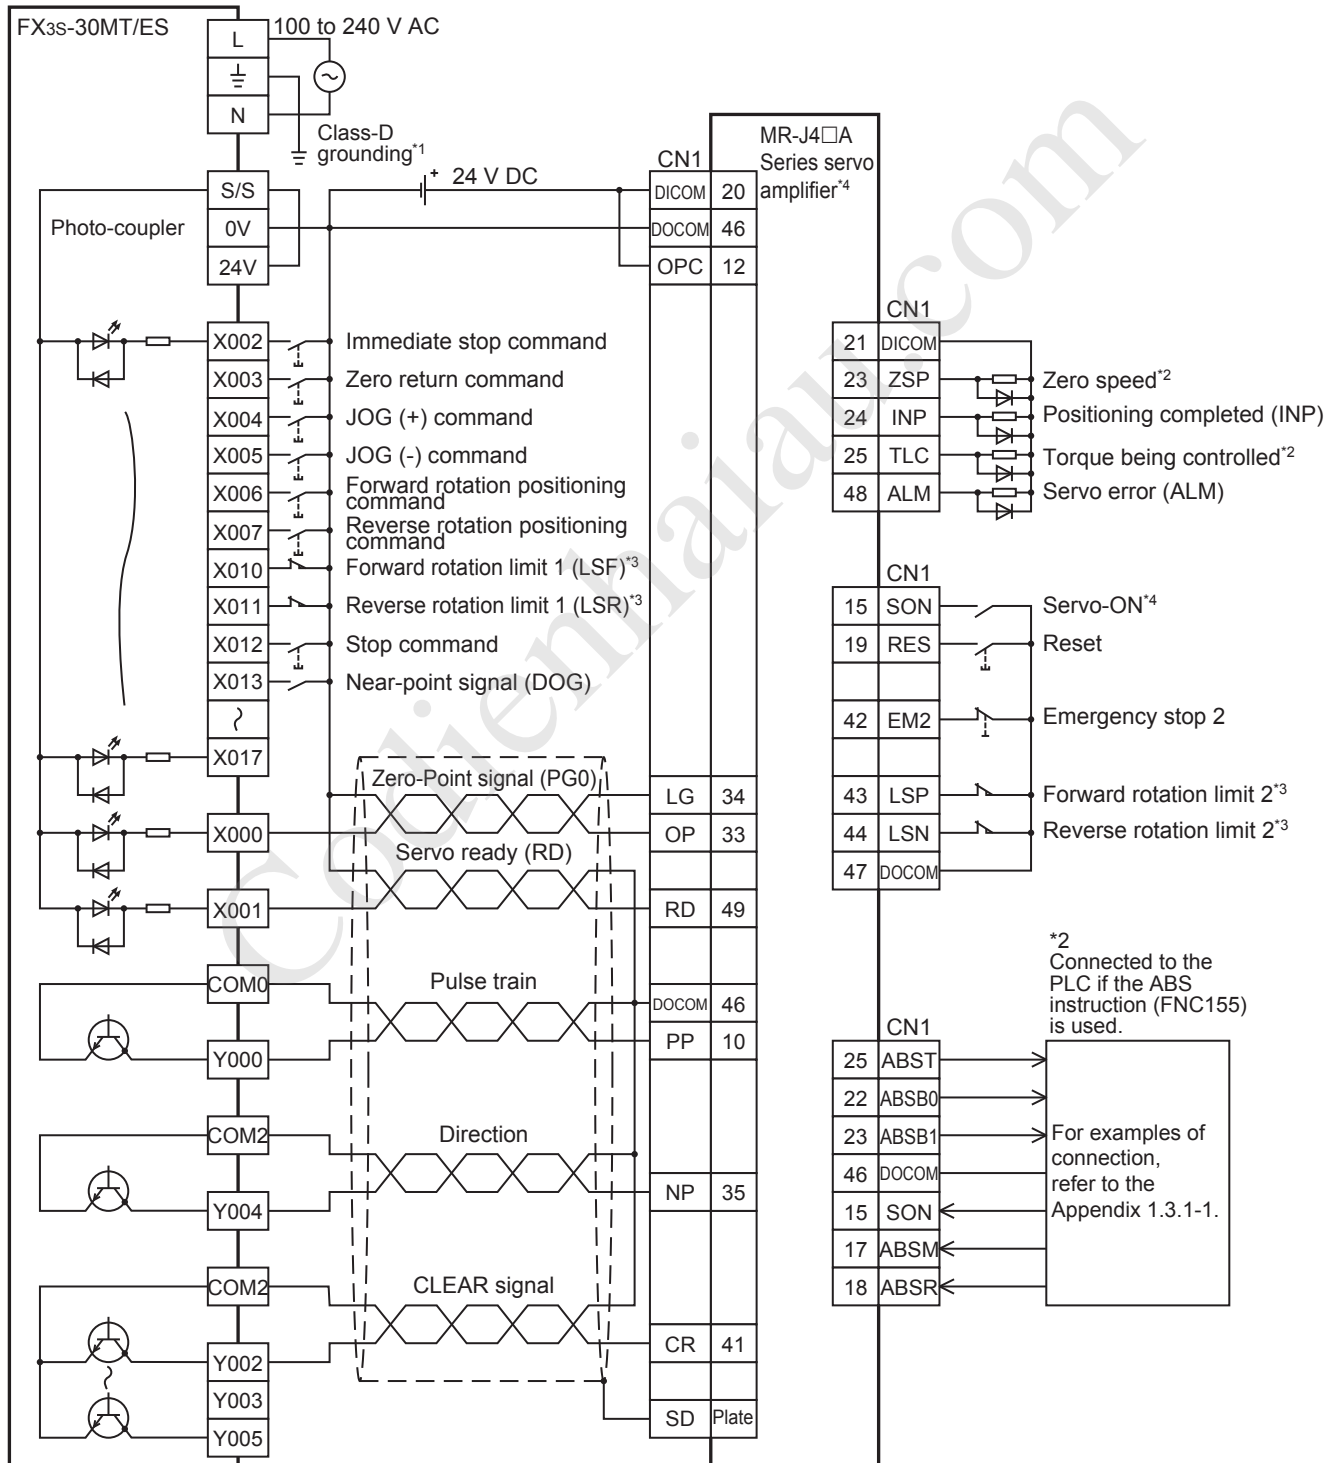 FX3S-30MT/ES
L
100 to 240 V AC
N
Class-D
grounding*1
S/S
Photo-coupler
0V
24V
24 V DC
+
CN1
DICOM 20
DOCOM 46
OPC 12
MR-J4□A
Series servo
amplifier*4
X002 Immediate stop command
X003 Zero return command
X004 JOG (+) command
X005 JOG (-) command
X006 Forward rotation positioning
command
X007 Reverse rotation positioning
command
X010 Forward rotation limit 1 (LSF)*3
X011 Reverse rotation limit 1 (LSR)*3
X012 Stop command
X013 Near-point signal (DOG)
X017
Zero-Point signal (PG0)
LG 34
X000
OP 33
Servo ready (RD)
X001
RD 49
COM0
Pulse train
DOCOM 46
Y000
PP 10
COM2
Direction
Y004
NP 35
COM2
CLEAR signal
Y002
CR 41
Y003
SD Plate
Y005
CN1
21 DICOM
23 ZSP Zero speed*2
24 INP Positioning completed (INP)
25 TLC Torque being controlled*2
48 ALM Servo error (ALM)
CN1
15 SON Servo-ON*4
19 RES Reset
42 EM2 Emergency stop 2
43 LSP Forward rotation limit 2*3
44 LSN Reverse rotation limit 2*3
47 DOCOM
*2
Connected to the
PLC if the ABS
instruction (FNC155)
is used.
CN1
25 ABST
22 ABSB0
23 ABSB1
46 DOCOM
15 SON
17 ABSM
18 ABSR
For examples of
connection,
refer to the
Appendix 1.3.1-1.
Codienhaiau.com